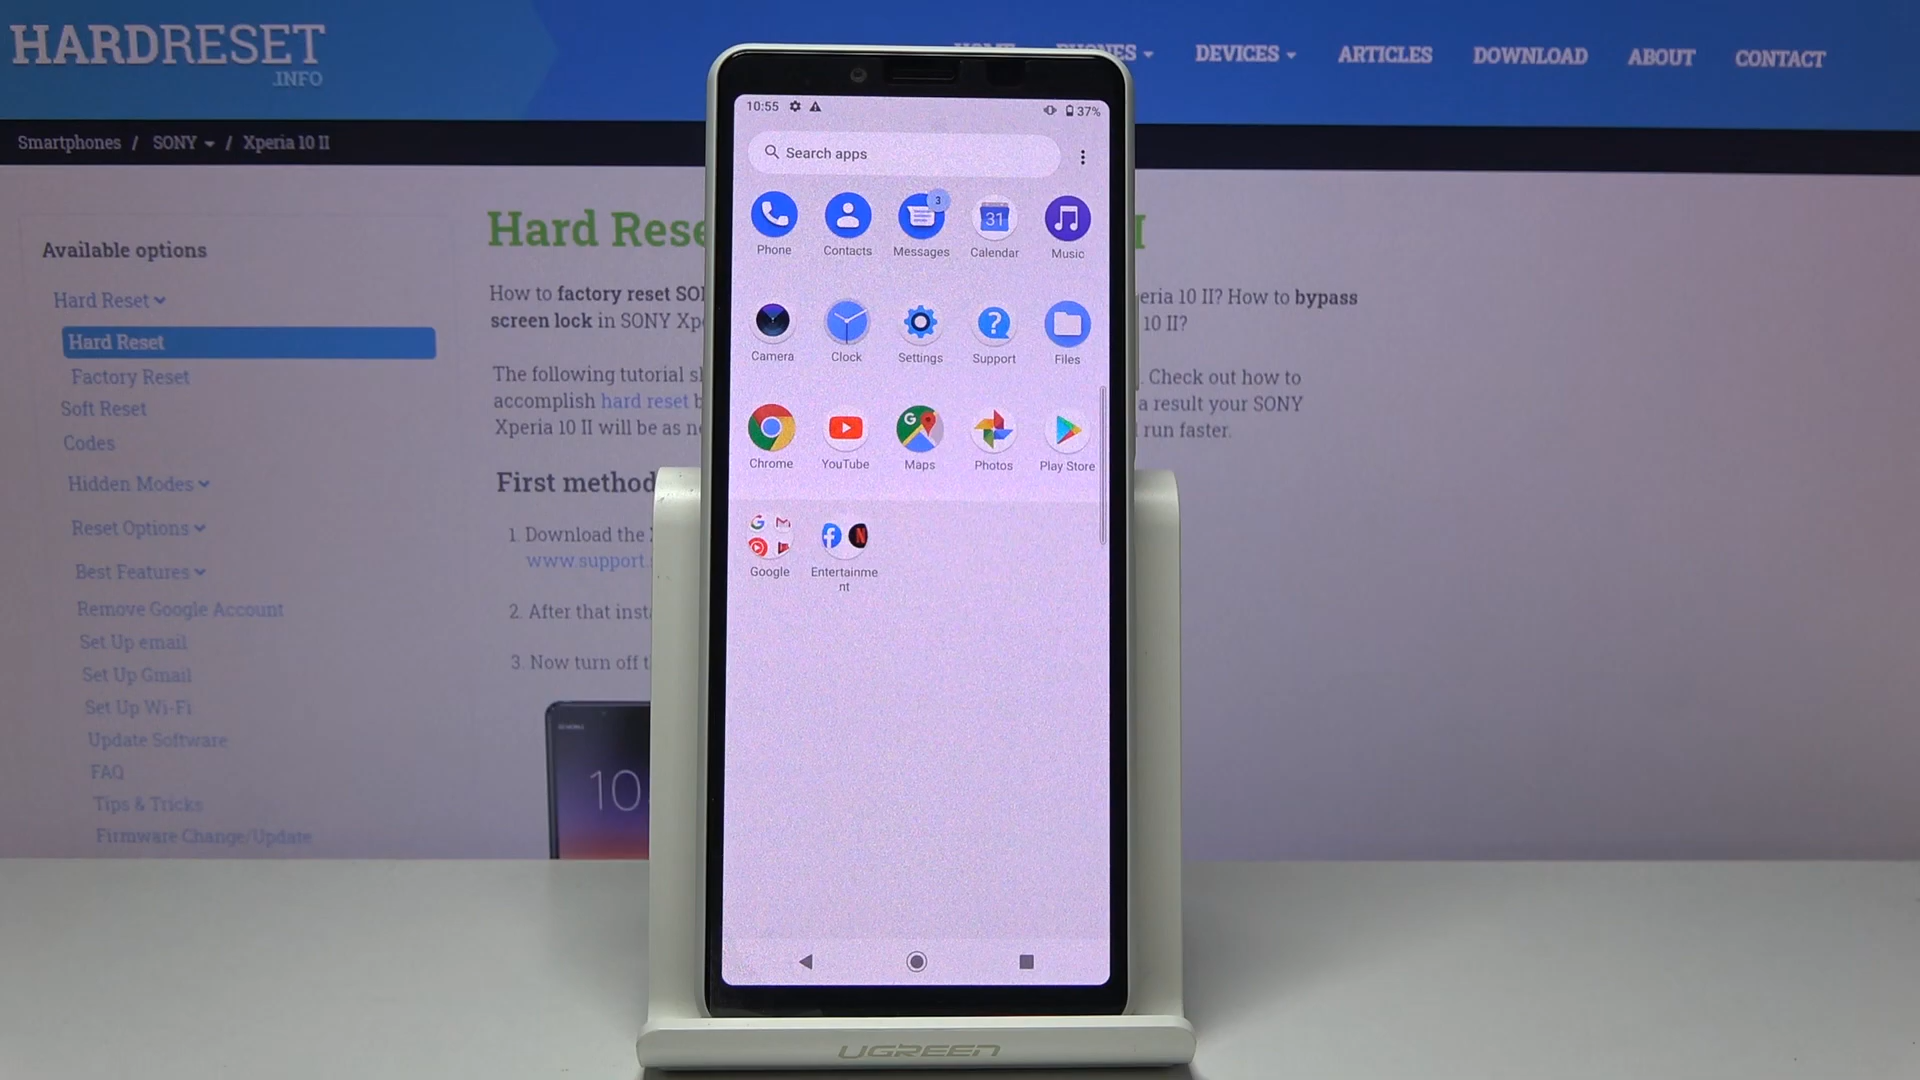 HARDRESET
.INFO
DEVICES
ARTICLES
DOWNLOAD
ABOUT
CONTACT
Smartphones / SONY / Xperia 10 II
Available options
Hard Reset
Hard Reset
Factory Reset
Soft Reset
Codes
Hidden Modes
Reset Options
Best Features
Remove Google Account
Set Up email
Set Up Gmail
Set Up Wi-Fi
Update Software
FAQ
Tips & Tricks
Firmware Change/Update
Hard Rese
How to factory reset SO
screen lock in SONY Xp
The following tutorial s
accomplish hard reset b
Xperia 10 II will be as n
First method
1. Download the
www.support.
2. After that inst
3. Now turn off t
10
eria 10 II? How to bypass
10 II?
. Check out how to
a result your SONY
run faster.
10:55
37%
Search apps
3
31
Phone
Contacts
Messages
Calendar
Music
Camera
Clock
Settings
Support
Files
Chrome
YouTube
Maps
Photos
Play Store
Google
Entertainme
nt
UGREEN